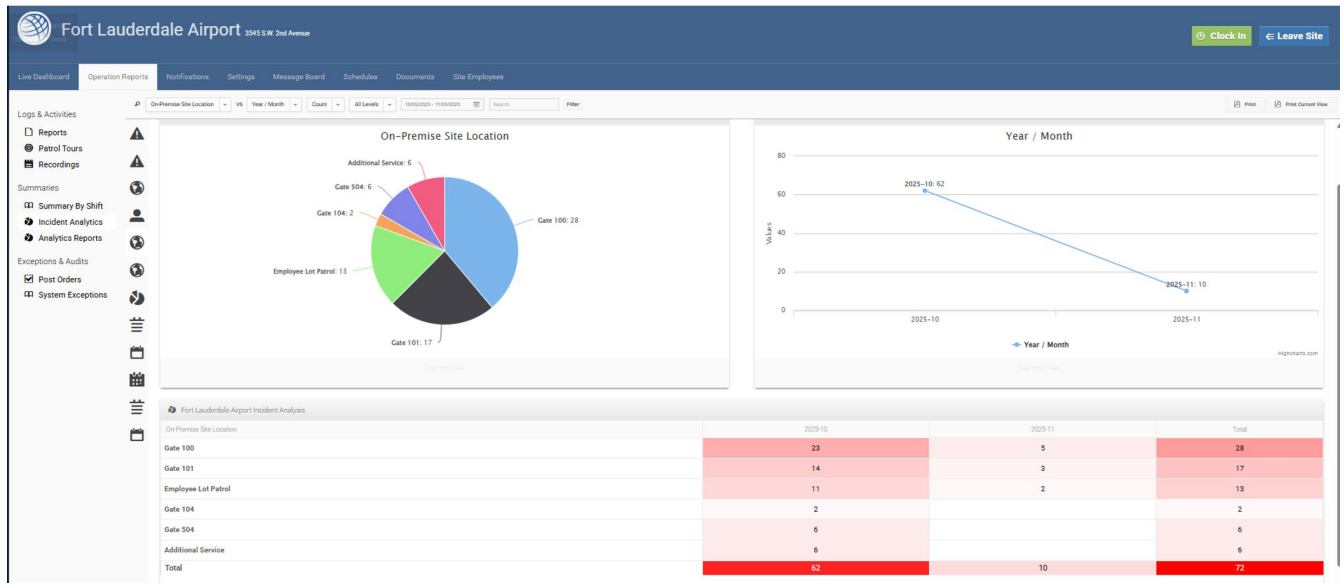 Fort Lauderdale Airport 3545 S.W. 2nd Avenue
Clock In
Leave Site
Live Dashboard Operation Reports Notifications Settings Message Board Schedules Documents Site Employees
On-Premise Site Location VS Year / Month Count All Levels 10/05/2025 - 11/05/2025 Search Filter
Print Print Current View
Logs & Activities
Reports
Patrol Tours
Recordings
Summaries
Summary By Shift
Incident Analytics
Analytics Reports
Exceptions & Audits
Post Orders
System Exceptions
On-Premise Site Location
Additional Service: 6
Gate 504: 6
Gate 104: 2
Gate 100: 28
Employee Lot Patrol: 13
Gate 101: 17
Year / Month
80
2025-10: 62
60
Values
40
20
2025-11: 10
0
2025-10 2025-11
Year / Month
Highcharts.com
Fort Lauderdale Airport Incident Analysis
On-Premise Site Location 2025-10 2025-11 Total
Gate 100 23 5 28
Gate 101 14 3 17
Employee Lot Patrol 11 2 13
Gate 104 2 2
Gate 504 6 6
Additional Service 6 6
Total 62 10 72